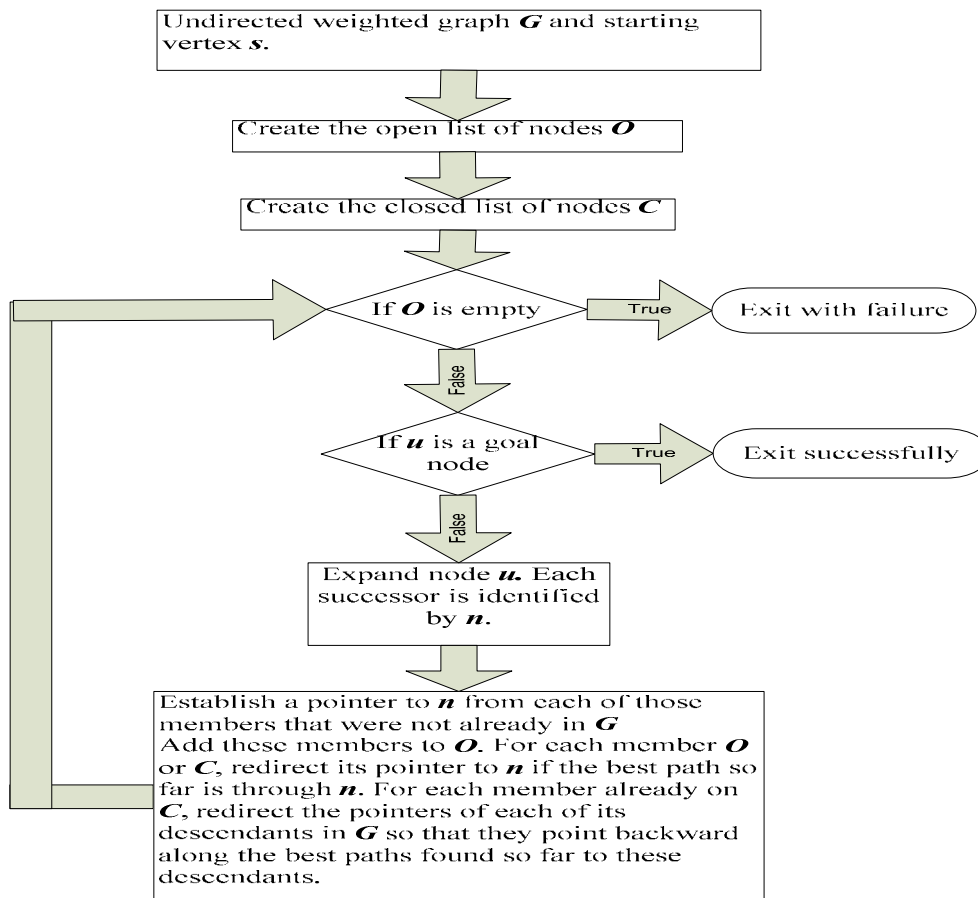 Undirected weighted graph G and starting
vertex s.
Create the open list of nodes O
Create the closed list of nodes C
If O is empty
True
Exit with failure
False
If u is a goal
node
True
Exit successfully
False
Expand node u. Each
successor is identified
by n.
Establish a pointer to n from each of those
members that were not already in G
Add these members to O. For each member O
or C, redirect its pointer to n if the best path so
far is through n. For each member already on
C, redirect the pointers of each of its
descendants in G so that they point backward
along the best paths found so far to these
descendants.